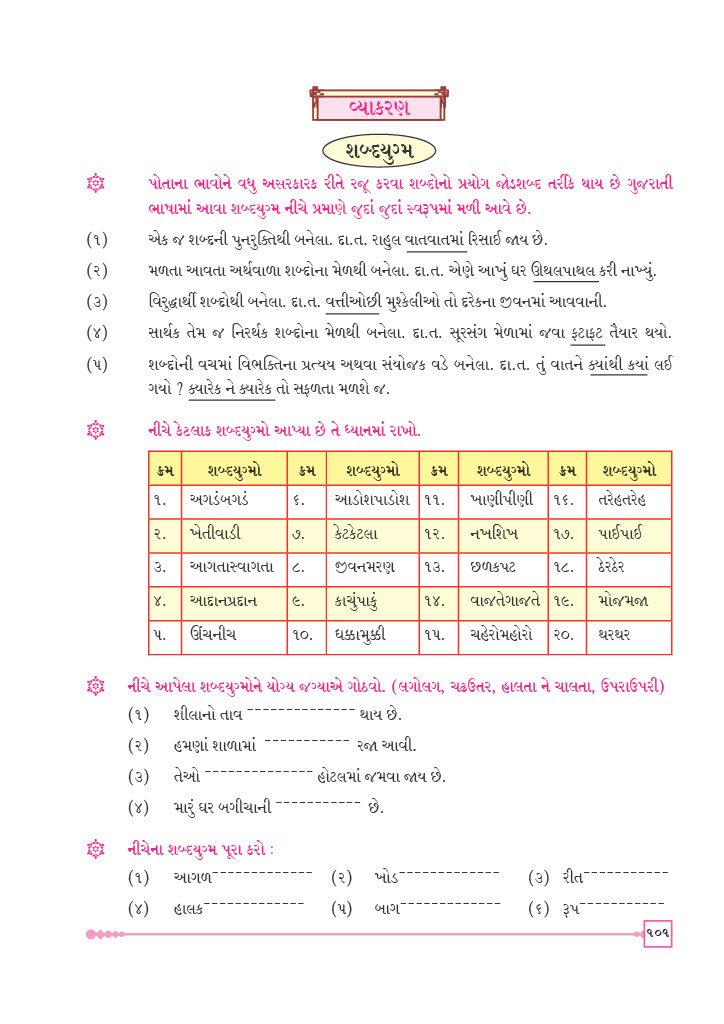 વ્યાકરણ
શબ્દયુગ્મ
પોતાના ભાવોને વધુ અસરકારક રીતે રજૂ કરવા શબ્દોનો પ્રયોગ જોડશબ્દ તરીકે થાય છે ગુજરાતી
ભાષામાં આવા શબ્દયુગ્મ નીચે પ્રમાણે જુદાં જુદાં સ્વરૂપમાં મળી આવે છે.
(૧) એક જ શબ્દની પુનરુક્તિથી બનેલા. દા.ત. રાહુલ વાતવાતમાં રિસાઈ જાય છે.
(૨) મળતા આવતા અર્થવાળા શબ્દોના મેળથી બનેલા. દા.ત. એણે આખું ઘર ઊથલપાથલ કરી નાખ્યું.
(૩) વિરુદ્ધાર્થી શબ્દોથી બનેલા. દા.ત. વત્તીઓછી મુશ્કેલીઓ તો દરેકના જીવનમાં આવવાની.
(૪) સાર્થક તેમ જ નિરર્થક શબ્દોના મેળથી બનેલા. દા.ત. સૂરસંગ મેળામાં જવા ફટાફટ તૈયાર થયો.
(૫) શબ્દોની વચમાં વિભક્તિના પ્રત્યય અથવા સંયોજક વડે બનેલા. દા.ત. તું વાતને ક્યાંથી કયાં લઈ
ગયો ? ક્યારેક ને ક્યારેક તો સફળતા મળશે જ.
નીચે કેટલાક શબ્દયુગ્મો આપ્યા છે તે ધ્યાનમાં રાખો.
ક્રમ શબ્દયુગ્મો ક્રમ શબ્દયુગ્મો ક્રમ શબ્દયુગ્મો ક્રમ શબ્દયુગ્મો
૧. અગડંબગડં ૬. આડોશપાડોશ ૧૧. ખાણીપીણી ૧૬. તરેહતરેહ
૨. ખેતીવાડી ૭. કેટકેટલા ૧૨. નખશિખ ૧૭. પાઈપાઈ
૩. આગતાસ્વાગતા ૮. જીવનમરણ ૧૩. છળકપટ ૧૮. ઠેરઠેર
૪. આદાનપ્રદાન ૯. કાચુંપાકું ૧૪. વાજતેગાજતે ૧૯. મોજમજા
૫. ઊંચનીચ ૧૦. ધક્કામુક્કી ૧૫. ચહેરોમહોરો ૨૦. થરથર
નીચે આપેલા શબ્દયુગ્મોને યોગ્ય જગ્યાએ ગોઠવો. (લગોલગ, ચઢઉતર, હાલતા ને ચાલતા, ઉપરાઉપરી)
(૧) શીલાનો તાવ -------------- થાય છે.
(૨) હમણાં શાળામાં ----------- રજા આવી.
(૩) તેઓ -------------- હોટલમાં જમવા જાય છે.
(૪) મારું ઘર બગીચાની ----------- છે.
નીચેના શબ્દયુગ્મ પૂરા કરો :
(૧) આગળ------------- (૨) ખોડ------------- (૩) રીત-----------
(૪) હાલક------------- (૫) બાગ------------- (૬) રૂપ-----------
૧૦૧